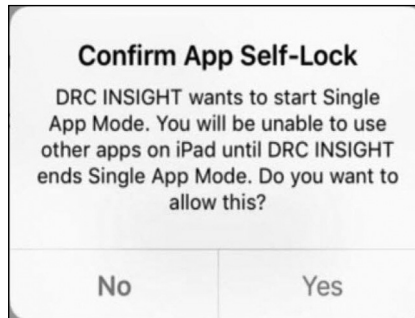 Confirm App Self-Lock
DRC INSIGHT wants to start Single
App Mode. You will be unable to use
other apps on iPad until DRC INSIGHT
ends Single App Mode. Do you want to
allow this?
No
Yes